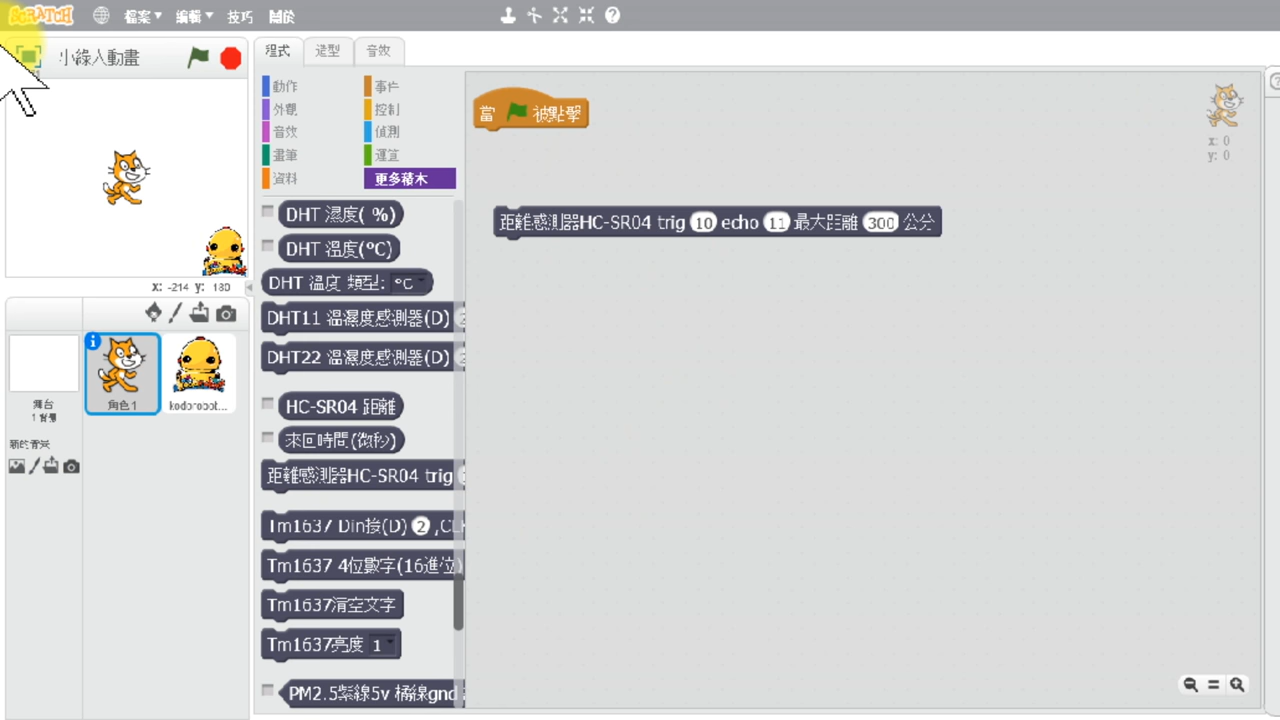 SCRATCH 檔案 編輯 技巧 關於
小綠人動畫
程式 造型 音效
動作 事件
外觀 控制
音效 偵測
畫筆 運算
資料 更多積木
DHT 濕度( %)
DHT 溫度(ºC)
DHT 溫度 類型: ºC
DHT11 溫濕度感測器(D)
DHT22 溫濕度感測器(D)
HC-SR04 距離
來回時間(微秒)
距離感測器HC-SR04 trig
Tm1637 Din接(D) 2 ,CL
Tm1637 4位數字(16進位)
Tm1637清空文字
Tm1637亮度 1
PM2.5紫線5v 橘線gnd
當 被點擊
距離感測器HC-SR04 trig 10 echo 11 最大距離 300 公分
x: 0
y: 0
x: -214 y: 180
舞台
1 背景
新的背景
角色1
kodorobot...